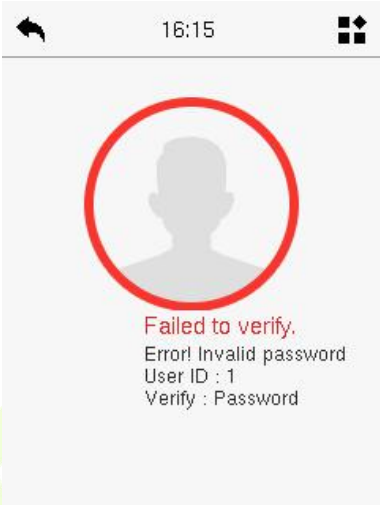 16:15
Failed to verify.
Error! Invalid password
User ID : 1
Verify : Password